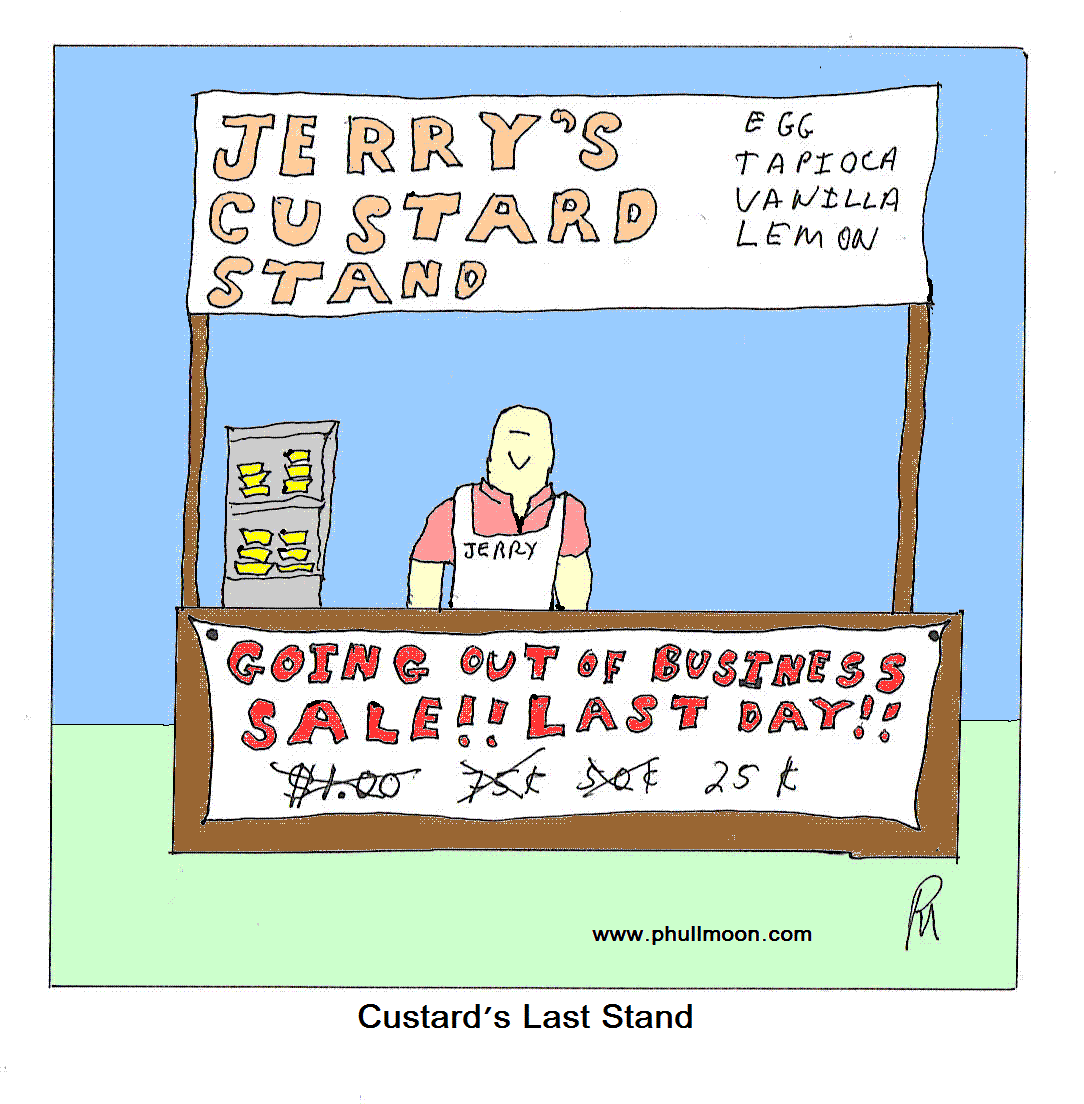 JERRY'S
CUSTARD
STAND
EGG
TAPIOCA
VANILLA
LEMON
JERRY
GOING OUT OF BUSINESS
SALE!! LAST DAY!!
$1.00 75¢ 50¢ 25¢
www.phullmoon.com
Custard's Last Stand